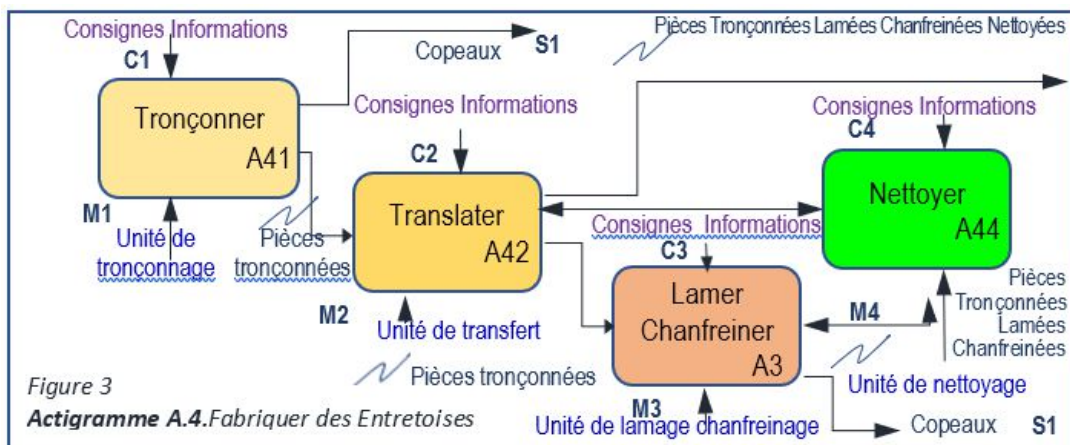 Consignes Informations
C1
Tronçonner
A41
M1
Unité de
tronçonnage
Copeaux S1
Pièces
tronçonnées
Consignes Informations
C2
Translater
A42
M2
Unité de transfert
Pièces tronçonnées
Pièces Tronçonnées Lamées Chanfreinées Nettoyées
Consignes Informations
C4
Nettoyer
A44
Consignes Informations
C3
Lamer
Chanfreiner
A3
M4
Pièces
Tronçonnées
Lamées
Chanfreinées
Unité de nettoyage
M3
Unité de lamage chanfreinage
Copeaux S1
Figure 3
Actigramme A.4.Fabriquer des Entretoises